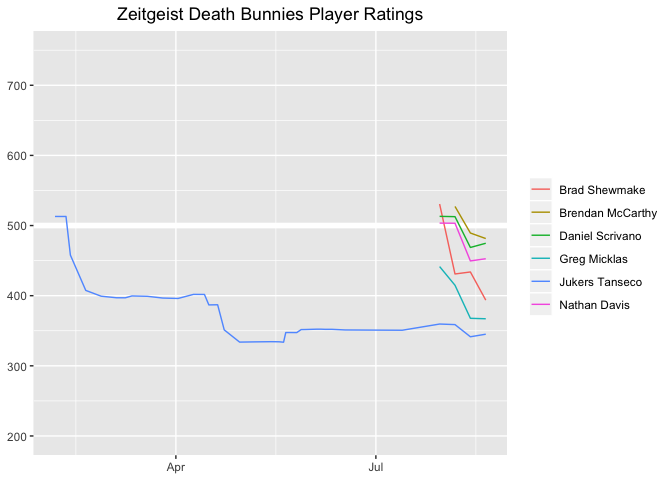 Zeitgeist Death Bunnies Player Ratings
700
600
500
400
300
200
Apr
Jul
Brad Shewmake
Brendan McCarthy
Daniel Scrivano
Greg Micklas
Jukers Tanseco
Nathan Davis